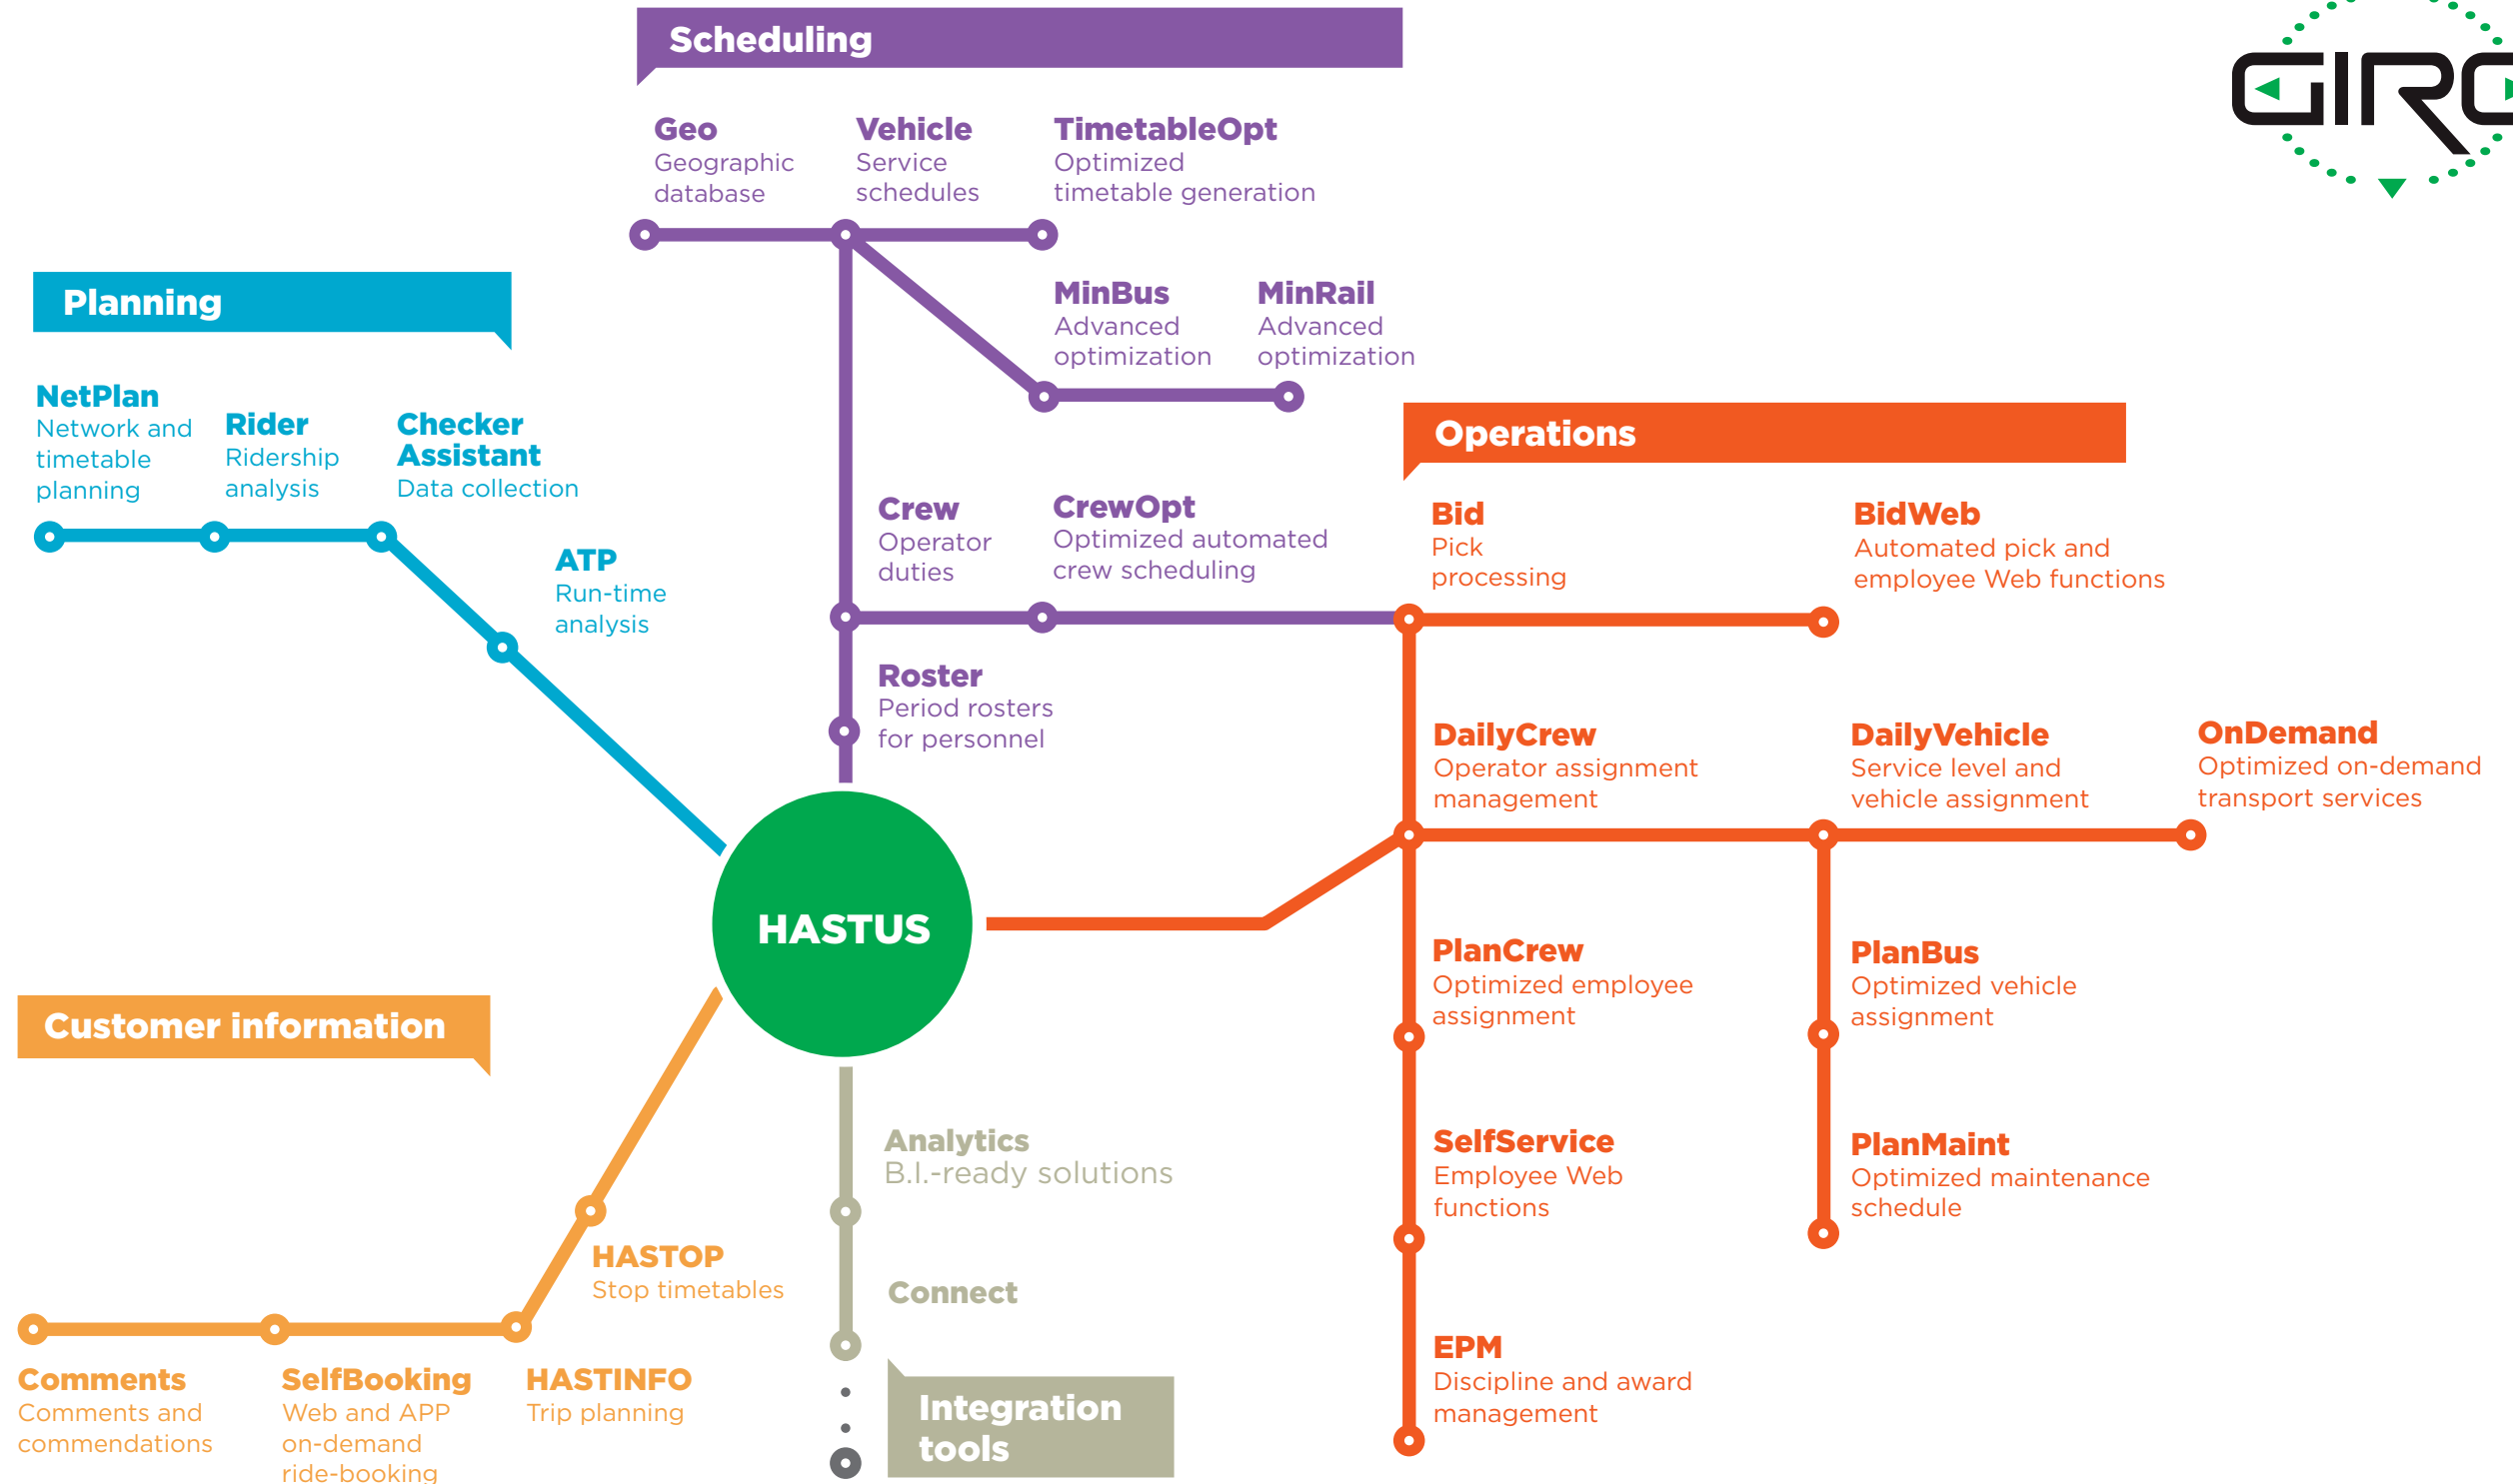 Scheduling
GIRO
Geo
Geographic
database
Vehicle
Service
schedules
TimetableOpt
Optimized
timetable generation
MinBus
Advanced
optimization
MinRail
Advanced
optimization
Planning
NetPlan
Network and
timetable
planning
Rider
Ridership
analysis
Checker
Assistant
Data collection
ATP
Run-time
analysis
Crew
Operator
duties
CrewOpt
Optimized automated
crew scheduling
Roster
Period rosters
for personnel
Operations
Bid
Pick
processing
BidWeb
Automated pick and
employee Web functions
DailyCrew
Operator assignment
management
DailyVehicle
Service level and
vehicle assignment
OnDemand
Optimized on-demand
transport services
HASTUS
PlanCrew
Optimized employee
assignment
PlanBus
Optimized vehicle
assignment
SelfService
Employee Web
functions
PlanMaint
Optimized maintenance
schedule
EPM
Discipline and award
management
Customer information
HASTOP
Stop timetables
Comments
Comments and
commendations
SelfBooking
Web and APP
on-demand
ride-booking
HASTINFO
Trip planning
Analytics
B.I.-ready solutions
Connect
Integration
tools